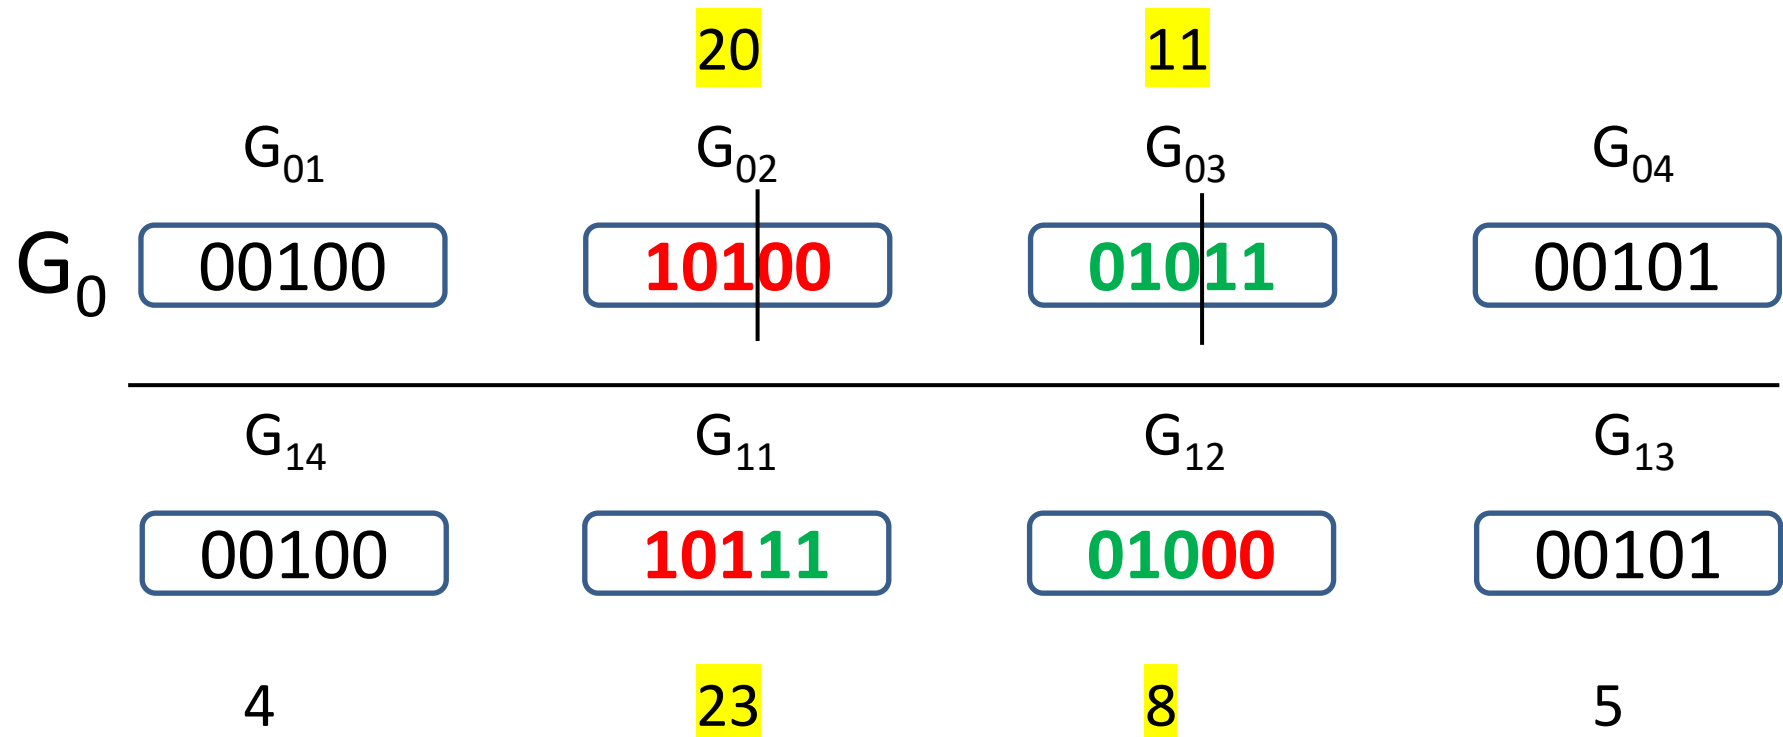 20 11
G₀₁ G₀₂ G₀₃ G₀₄
G₀ 00100 10100 01011 00101
G₁₄ G₁₁ G₁₂ G₁₃
00100 10111 01000 00101
4 23 8 5